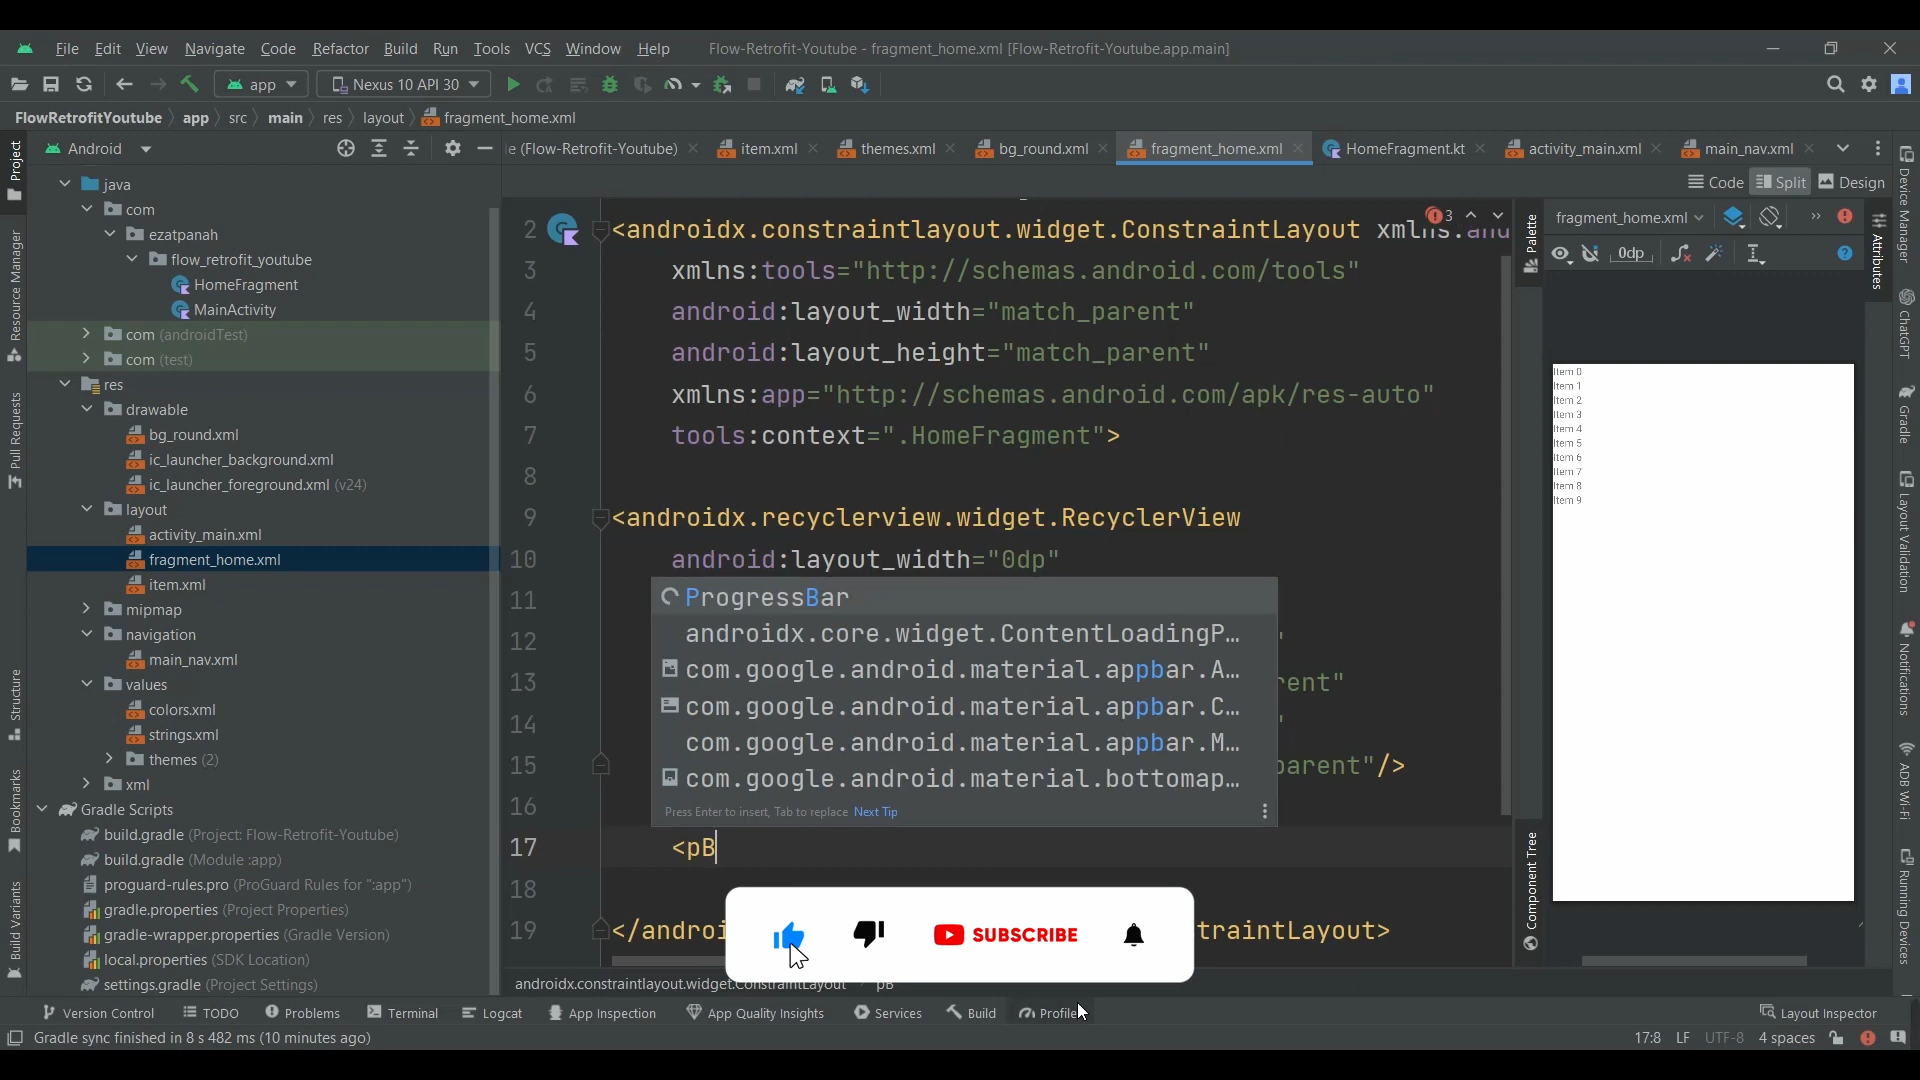 File Edit View Navigate Code Refactor Build Run Tools VCS Window Help Flow-Retrofit-Youtube - fragment_home.xml [Flow-Retrofit-Youtube.app.main]
app Nexus 10 API 30
FlowRetrofitYoutube app src main res layout fragment_home.xml
Android
e (Flow-Retrofit-Youtube) item.xml themes.xml bg_round.xml fragment_home.xml HomeFragment.kt activity_main.xml main_nav.xml
Code Split Design
Project
Resource Manager
Pull Requests
Structure
Bookmarks
Build Variants
java
com
ezatpanah
flow_retrofit_youtube
HomeFragment
MainActivity
com (androidTest)
com (test)
res
drawable
bg_round.xml
ic_launcher_background.xml
ic_launcher_foreground.xml (v24)
layout
activity_main.xml
fragment_home.xml
item.xml
mipmap
navigation
main_nav.xml
values
colors.xml
strings.xml
themes (2)
xml
Gradle Scripts
build.gradle (Project: Flow-Retrofit-Youtube)
build.gradle (Module :app)
proguard-rules.pro (ProGuard Rules for ":app")
gradle.properties (Project Properties)
gradle-wrapper.properties (Gradle Version)
local.properties (SDK Location)
settings.gradle (Project Settings)
2 <androidx.constraintlayout.widget.ConstraintLayout xmlns:and
3
3 xmlns:tools="http://schemas.android.com/tools"
4 android:layout_width="match_parent"
5 android:layout_height="match_parent"
6 xmlns:app="http://schemas.android.com/apk/res-auto"
7 tools:context=".HomeFragment">
8
9 <androidx.recyclerview.widget.RecyclerView
10 android:layout_width="0dp"
11
12 "
13 rent"
14 "
15 parent"/>
16
17 <pB
18
19 </androi traintLayout>
ProgressBar
androidx.core.widget.ContentLoadingP…
com.google.android.material.appbar.A…
com.google.android.material.appbar.C…
com.google.android.material.appbar.M…
com.google.android.material.bottomap…
Press Enter to insert, Tab to replace Next Tip
SUBSCRIBE
androidx.constraintlayout.widget.ConstraintLayout pB
Palette
Component Tree
fragment_home.xml
0dp
Item 0
Item 1
Item 2
Item 3
Item 4
Item 5
Item 6
Item 7
Item 8
Item 9
Attributes
Device Manager
ChatGPT
Gradle
Layout Validation
Notifications
ADB Wi-Fi
Running Devices
Version Control TODO Problems Terminal Logcat App Inspection App Quality Insights Services Build Profile Layout Inspector
Gradle sync finished in 8 s 482 ms (10 minutes ago) 17:8 LF UTF-8 4 spaces